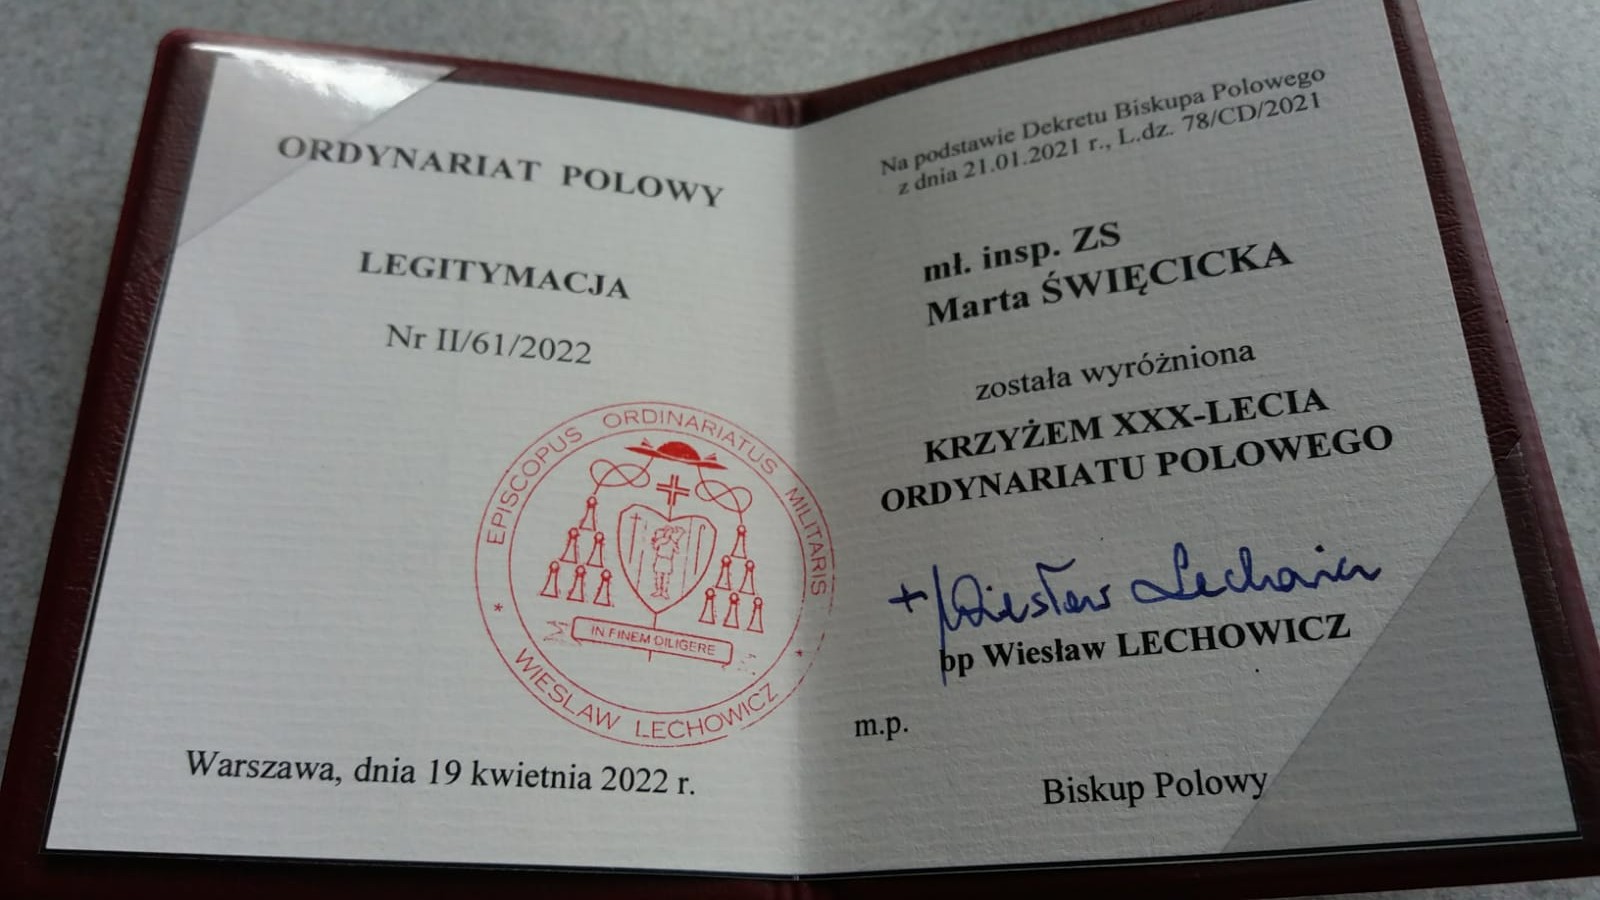 ORDYNARIAT POLOWY
LEGITYMACJA
Nr II/61/2022
EPISCOPUS ORDINARIATUS MILITARIS
IN FINEM DILIGERE
* WIESŁAW LECHOWICZ *
Warszawa, dnia 19 kwietnia 2022 r.
Na podstawie Dekretu Biskupa Polowego
z dnia 21.01.2021 r., L.dz. 78/CD/2021
mł. insp. ZS
Marta ŚWIĘCICKA
została wyróżniona
KRZYŻEM XXX-LECIA
ORDYNARIATU POLOWEGO
+ Wiesław Lechowicz
bp Wiesław LECHOWICZ
m.p.
Biskup Polowy